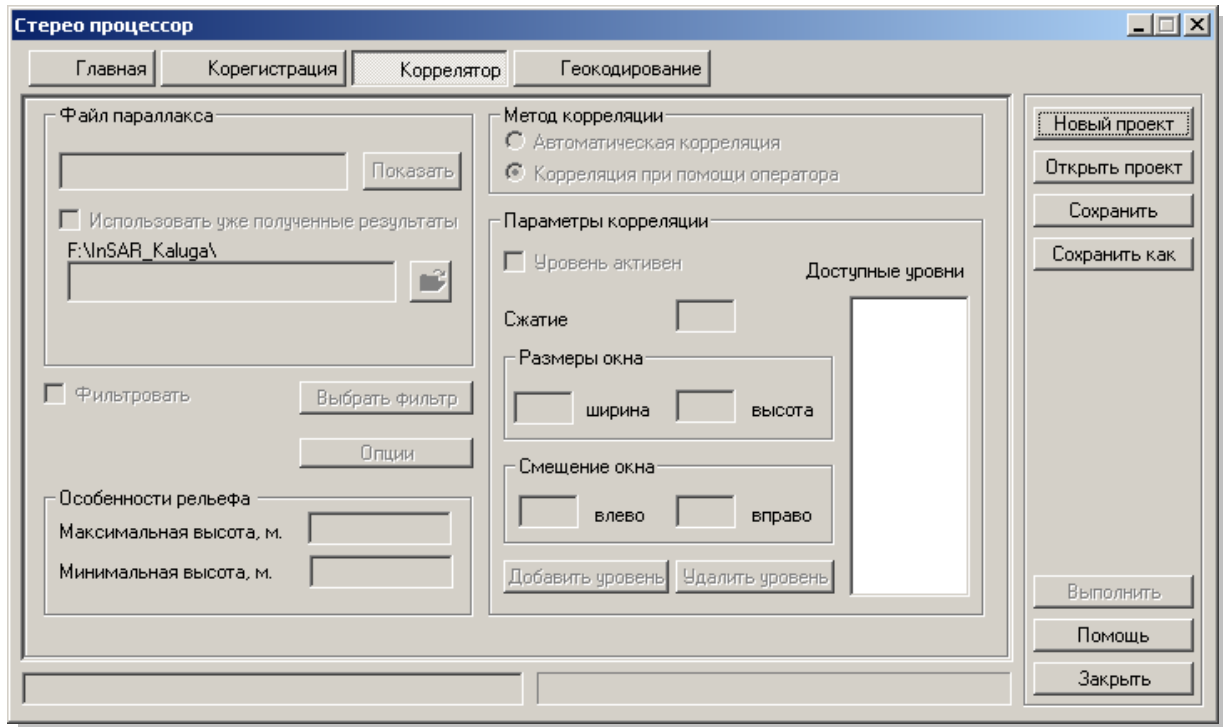 Стерео процессор
Главная
Корегистрация
Коррелятор
Геокодирование
Файл параллакса
Показать
Использовать уже полученные результаты
F:\InSAR_Kaluga\
Фильтровать
Выбрать фильтр
Опции
Особенности рельефа
Максимальная высота, м.
Минимальная высота, м.
Метод корреляции
Автоматическая корреляция
Корреляция при помощи оператора
Параметры корреляции
Уровень активен
Доступные уровни
Сжатие
Размеры окна
ширина
высота
Смещение окна
влево
вправо
Добавить уровень
Удалить уровень
Новый проект
Открыть проект
Сохранить
Сохранить как
Выполнить
Помощь
Закрыть